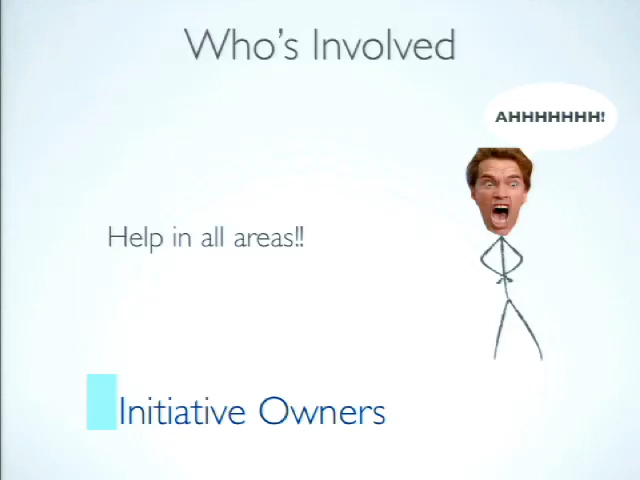 Who's Involved
AHHHHHHH!
Help in all areas!!
Initiative Owners